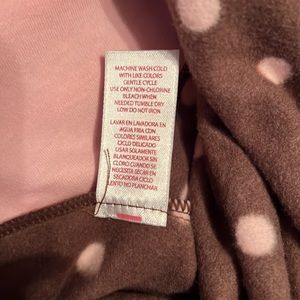 MACHINE WASH COLD
WITH LIKE COLORS
GENTLE CYCLE
USE ONLY NON-CHLORINE
BLEACH WHEN
NEEDED TUMBLE DRY
LOW DO NOT IRON
LAVAR EN LAVADORA EN
AGUA FRIA CON
COLORES SIMILARES
CICLO DELICADO
USAR SOLAMENTE
BLANQUEADOR SIN
CLORO CUANDO SE
NECESITA SECAR EN
SECADORA CICLO
LENTO NO PLANCHAR